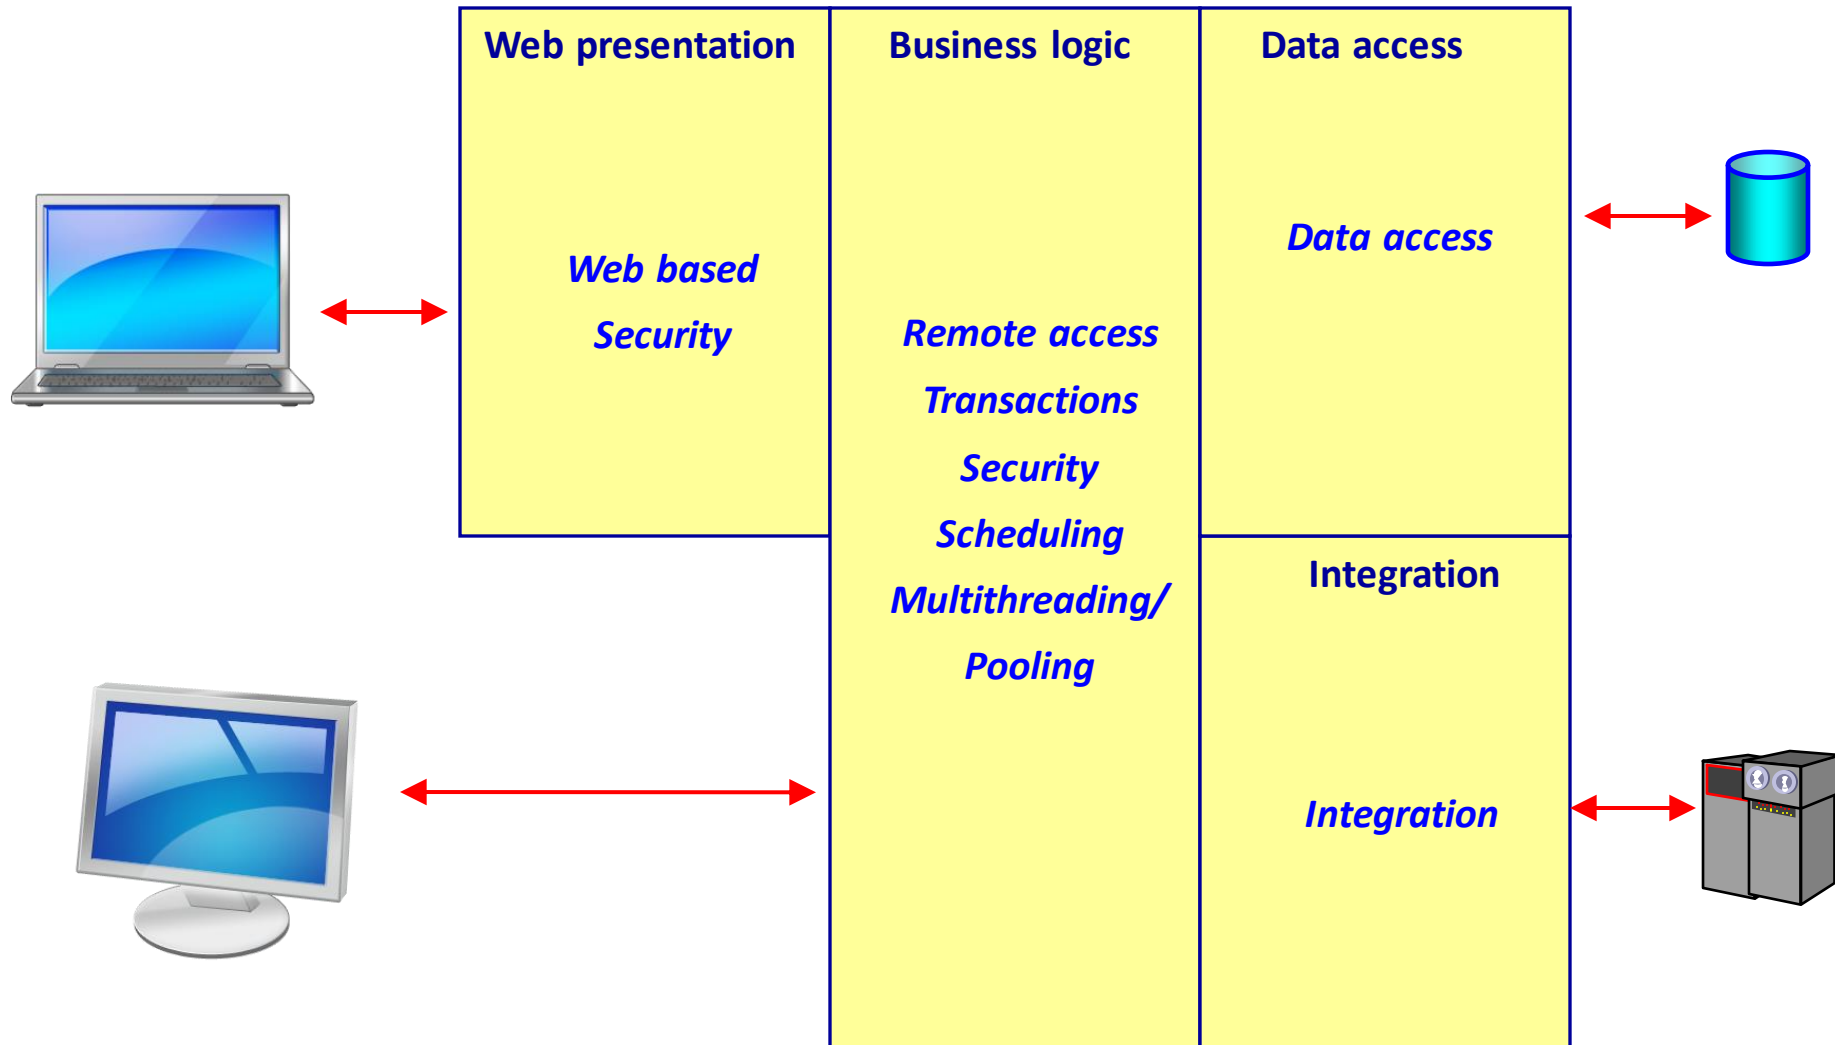 Web presentation
Web based
Security
Business logic
Remote access
Transactions
Security
Scheduling
Multithreading/
Pooling
Data access
Data access
Integration
Integration